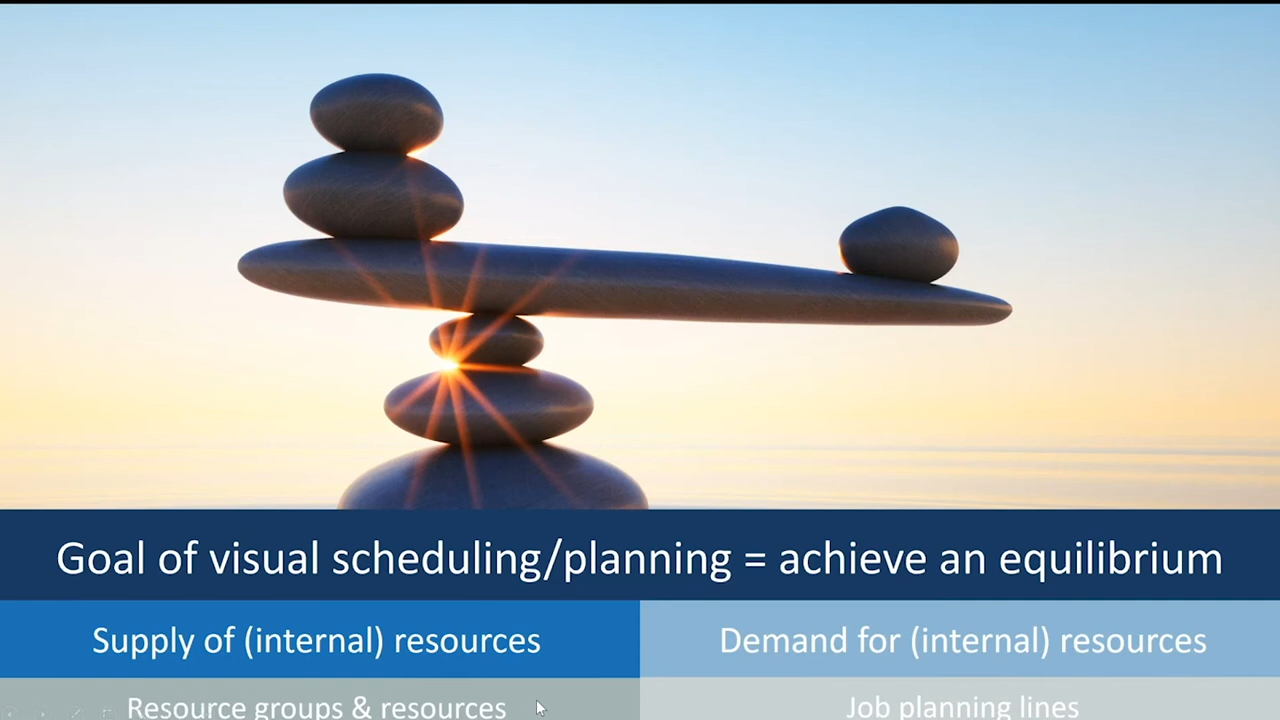 Goal of visual scheduling/planning = achieve an equilibrium
Supply of (internal) resources
Demand for (internal) resources
Resource groups & resources
Job planning lines